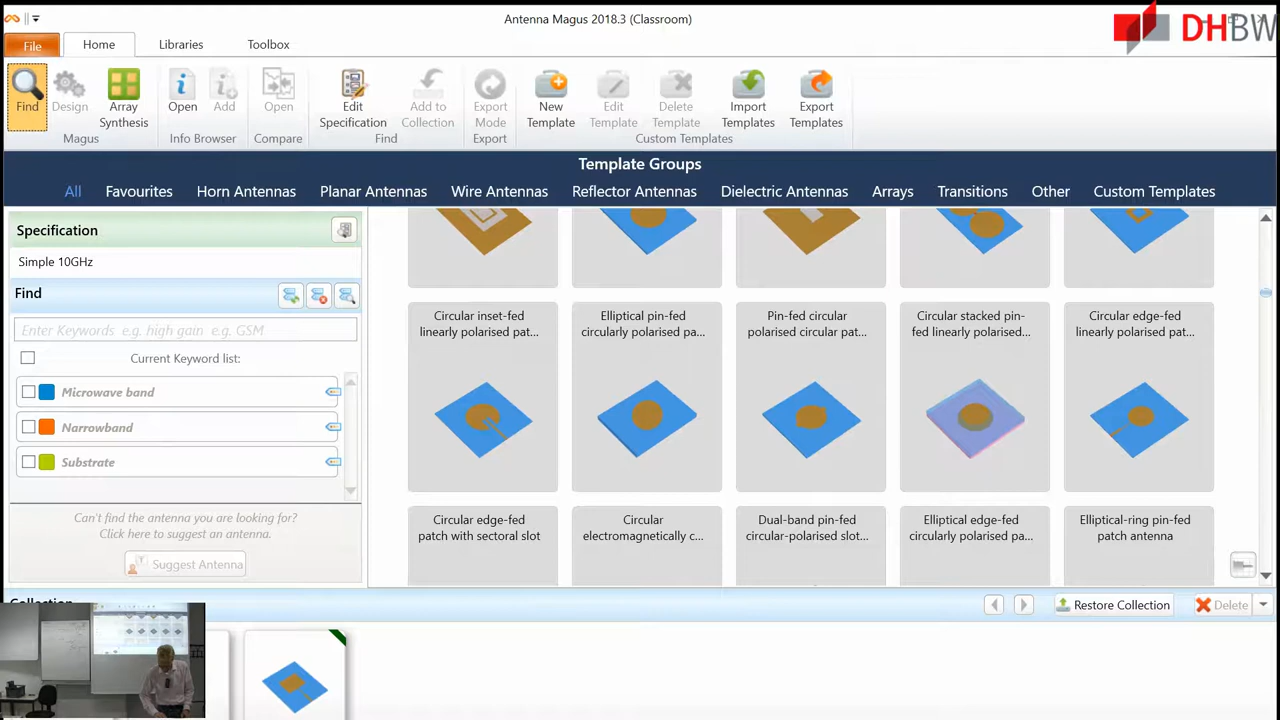 Antenna Magus 2018.3 (Classroom)
DHBW
File
Home
Libraries
Toolbox
Find
Design
Array
Synthesis
Open
Add
Open
Edit
Specification
Add to
Collection
Export
Mode
New
Template
Edit
Template
Delete
Template
Import
Templates
Export
Templates
Magus
Info Browser
Compare
Find
Export
Custom Templates
Template Groups
All
Favourites
Horn Antennas
Planar Antennas
Wire Antennas
Reflector Antennas
Dielectric Antennas
Arrays
Transitions
Other
Custom Templates
Specification
Simple 10GHz
Find
Enter Keywords e.g. high gain e.g. GSM
Current Keyword list:
Microwave band
Narrowband
Substrate
Can't find the antenna you are looking for?
Click here to suggest an antenna.
Suggest Antenna
Circular inset-fed
linearly polarised pat...
Elliptical pin-fed
circularly polarised pa...
Pin-fed circular
polarised circular pat...
Circular stacked pin-
fed linearly polarised...
Circular edge-fed
linearly polarised pat...
Circular edge-fed
patch with sectoral slot
Circular
electromagnetically c...
Dual-band pin-fed
circular-polarised slot...
Elliptical edge-fed
circularly polarised pa...
Elliptical-ring pin-fed
patch antenna
Restore Collection
Delete